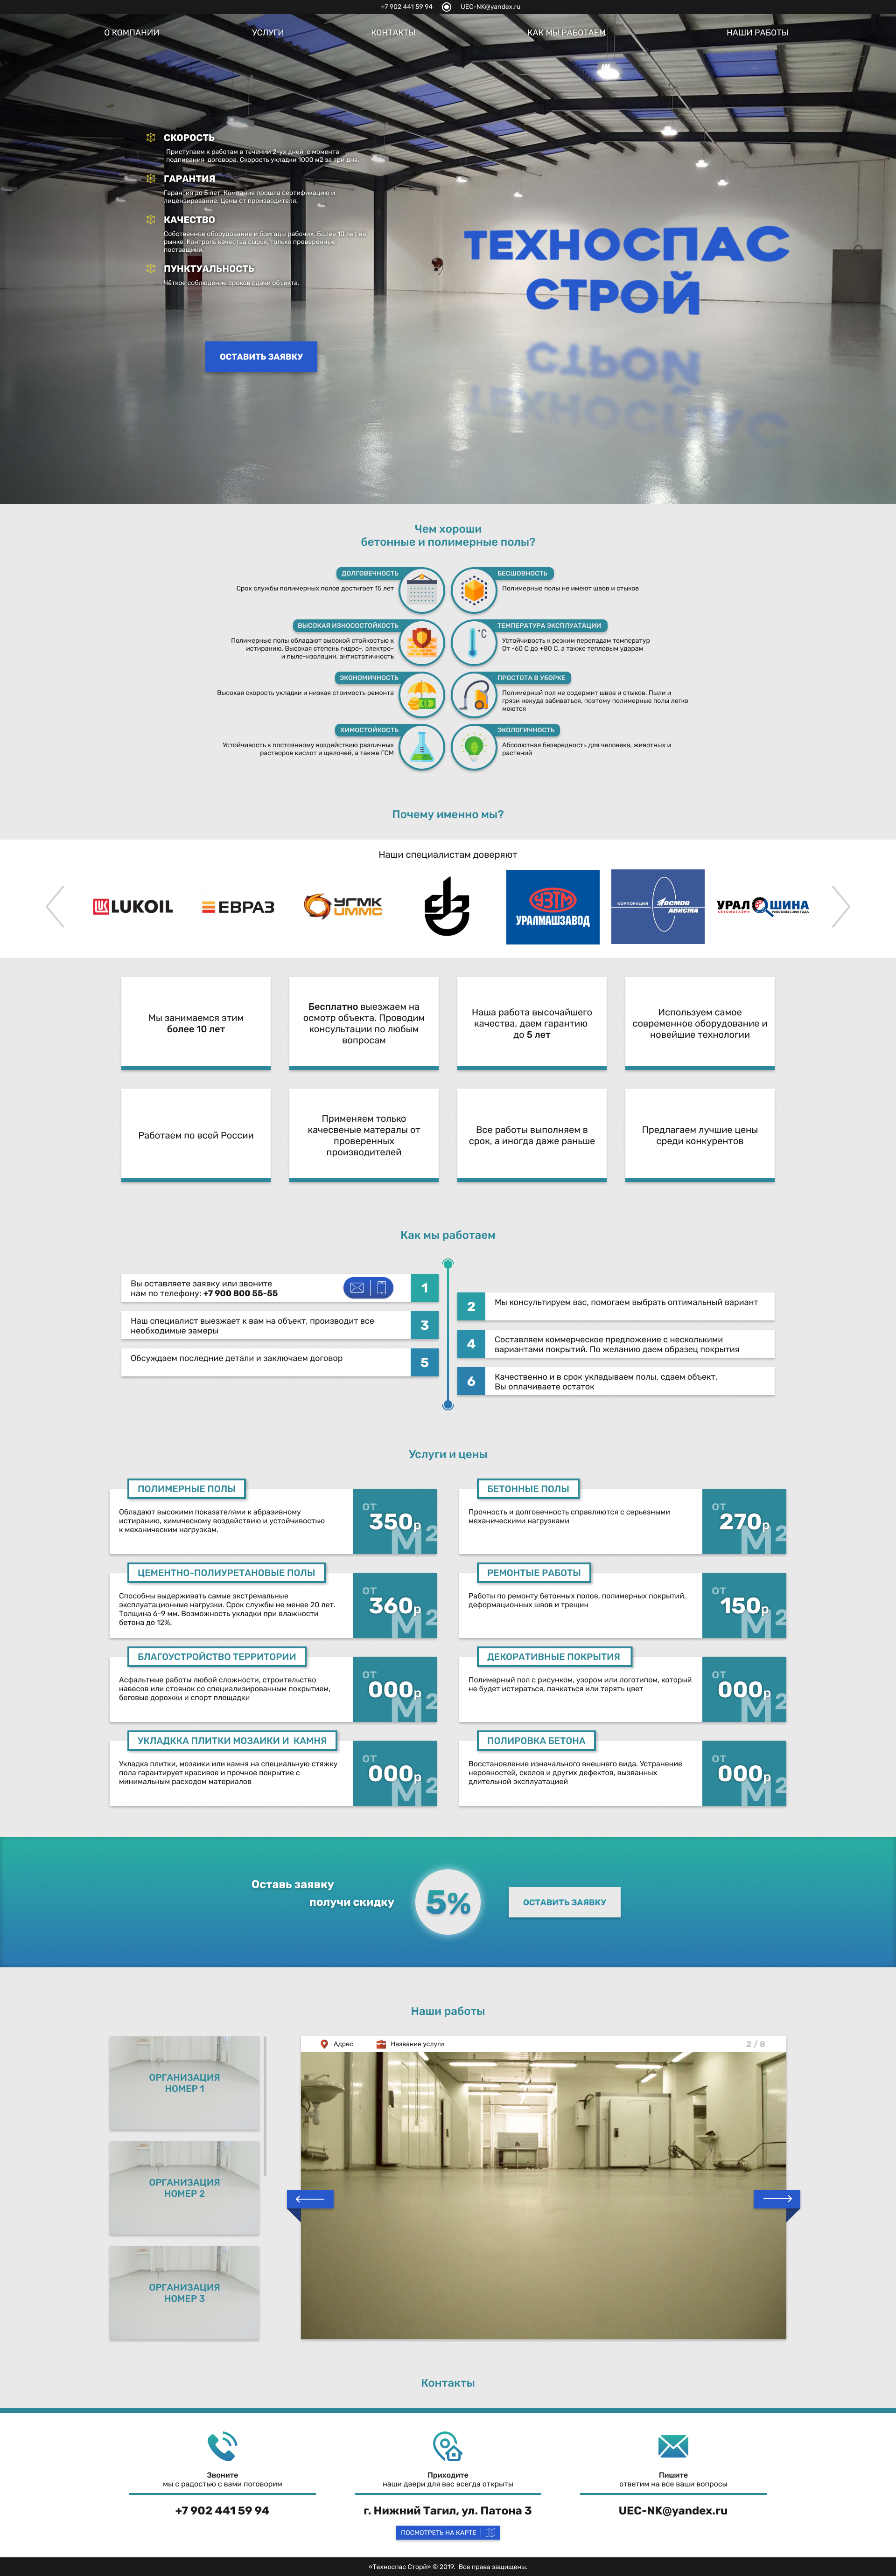 +7 902 441 59 94 UEC-NK@yandex.ru
О КОМПАНИИ УСЛУГИ КОНТАКТЫ КАК МЫ РАБОТАЕМ НАШИ РАБОТЫ
СКОРОСТЬ
Приступаем к работам в течении 2-ух дней с момента
подписания договора. Скорость укладки 1000 м2 за три дня.
ГАРАНТИЯ
Гарантия до 5 лет. Компания прошла сертификацию и
лицензирование. Цены от производителя.
КАЧЕСТВО
Собственное оборудование и бригады рабочих. Более 10 лет на
рынке. Контроль качества сырья, только проверенные
поставщики.
ПУНКТУАЛЬНОСТЬ
Чёткое соблюдение сроков сдачи объекта.
ОСТАВИТЬ ЗАЯВКУ
ТЕХНОСПАС
СТРОЙ
Чем хороши
бетонные и полимерные полы?
ДОЛГОВЕЧНОСТЬ
Срок службы полимерных полов достигает 15 лет
БЕСШОВНОСТЬ
Полимерные полы не имеют швов и стыков
ВЫСОКАЯ ИЗНОСОСТОЙКОСТЬ
Полимерные полы обладают высокой стойкостью к
истиранию. Высокая степень гидро-, электро-
и пыле-изоляции, антистатичность
°C
ТЕМПЕРАТУРА ЭКСПЛУАТАЦИИ
Устойчивость к резким перепадам температур
От -60 С до +80 С, а также тепловым ударам
ЭКОНОМИЧНОСТЬ
Высокая скорость укладки и низкая стоимость ремонта
ПРОСТОТА В УБОРКЕ
Полимерный пол не содержит швов и стыков. Пыли и
грязи некуда забиваться, поэтому полимерные полы легко
моются
ХИМОСТОЙКОСТЬ
Устойчивость к постоянному воздействию различных
растворов кислот и щелочей, а также ГСМ
ЭКОЛОГИЧНОСТЬ
Абсолютная безвредность для человека, животных и
растений
Почему именно мы?
Наши специалистам доверяют
LUKOIL
ЕВРАЗ
УГМК
UMMC
УЗТМ
УРАЛМАШЗАВОД
КОРПОРАЦИЯ
ВСМПО
АВИСМА
УРАЛ ШИНА
Мы занимаемся этим
более 10 лет
Бесплатно выезжаем на
осмотр объекта. Проводим
консультации по любым
вопросам
Наша работа высочайшего
качества, даем гарантию
до 5 лет
Используем самое
современное оборудование и
новейшие технологии
Работаем по всей России
Применяем только
качесвеные матералы от
проверенных
производителей
Все работы выполняем в
срок, а иногда даже раньше
Предлагаем лучшие цены
среди конкурентов
Как мы работаем
Вы оставляете заявку или звоните
нам по телефону: +7 900 800 55-55
1
2
Мы консультируем вас, помогаем выбрать оптимальный вариант
Наш специалист выезжает к вам на объект, производит все
необходимые замеры
3
4
Составляем коммерческое предложение с несколькими
вариантами покрытий. По желанию даем образец покрытия
Обсуждаем последние детали и заключаем договор
5
6
Качественно и в срок укладываем полы, сдаем объект.
Вы оплачиваете остаток
Услуги и цены
ПОЛИМЕРНЫЕ ПОЛЫ
Обладают высокими показателями к абразивному
истиранию, химическому воздействию и устойчивостью
к механическим нагрузкам.
ОТ
350р
М2
БЕТОННЫЕ ПОЛЫ
Прочность и долговечность справляются с серьезными
механическими нагрузками
ОТ
270р
М2
ЦЕМЕНТНО-ПОЛИУРЕТАНОВЫЕ ПОЛЫ
Способны выдерживать самые экстремальные
эксплуатационные нагрузки. Срок службы не менее 20 лет.
Толщина 6-9 мм. Возможность укладки при влажности
бетона до 12%.
ОТ
360р
М2
РЕМОНТЫЕ РАБОТЫ
Работы по ремонту бетонных полов, полимерных покрытий,
деформационных швов и трещин
ОТ
150р
М2
БЛАГОУСТРОЙСТВО ТЕРРИТОРИИ
Асфальтные работы любой сложности, строительство
навесов или стоянок со специализированным покрытием,
беговые дорожки и спорт площадки
ОТ
000р
М2
ДЕКОРАТИВНЫЕ ПОКРЫТИЯ
Полимерный пол с рисунком, узором или логотипом, который
не будет истираться, пачкаться или терять цвет
ОТ
000р
М2
УКЛАДККА ПЛИТКИ МОЗАИКИ И КАМНЯ
Укладка плитки, мозаики или камня на специальную стяжку
пола гарантирует красивое и прочное покрытие с
минимальным расходом материалов
ОТ
000р
М2
ПОЛИРОВКА БЕТОНА
Восстановление изначального внешнего вида. Устранение
неровностей, сколов и других дефектов, вызванных
длительной эксплуатацией
ОТ
000р
М2
Оставь заявку
получи скидку
5%
ОСТАВИТЬ ЗАЯВКУ
Наши работы
ОРГАНИЗАЦИЯ
НОМЕР 1
ОРГАНИЗАЦИЯ
НОМЕР 2
ОРГАНИЗАЦИЯ
НОМЕР 3
Адрес Название услуги 2 / 8
Контакты
Звоните
мы с радостью с вами поговорим
+7 902 441 59 94
Приходите
наши двери для вас всегда открыты
г. Нижний Тагил, ул. Патона 3
ПОСМОТРЕТЬ НА КАРТЕ
Пишите
ответим на все ваши вопросы
UEC-NK@yandex.ru
«Техноспас Сторй» © 2019. Все права защищены.